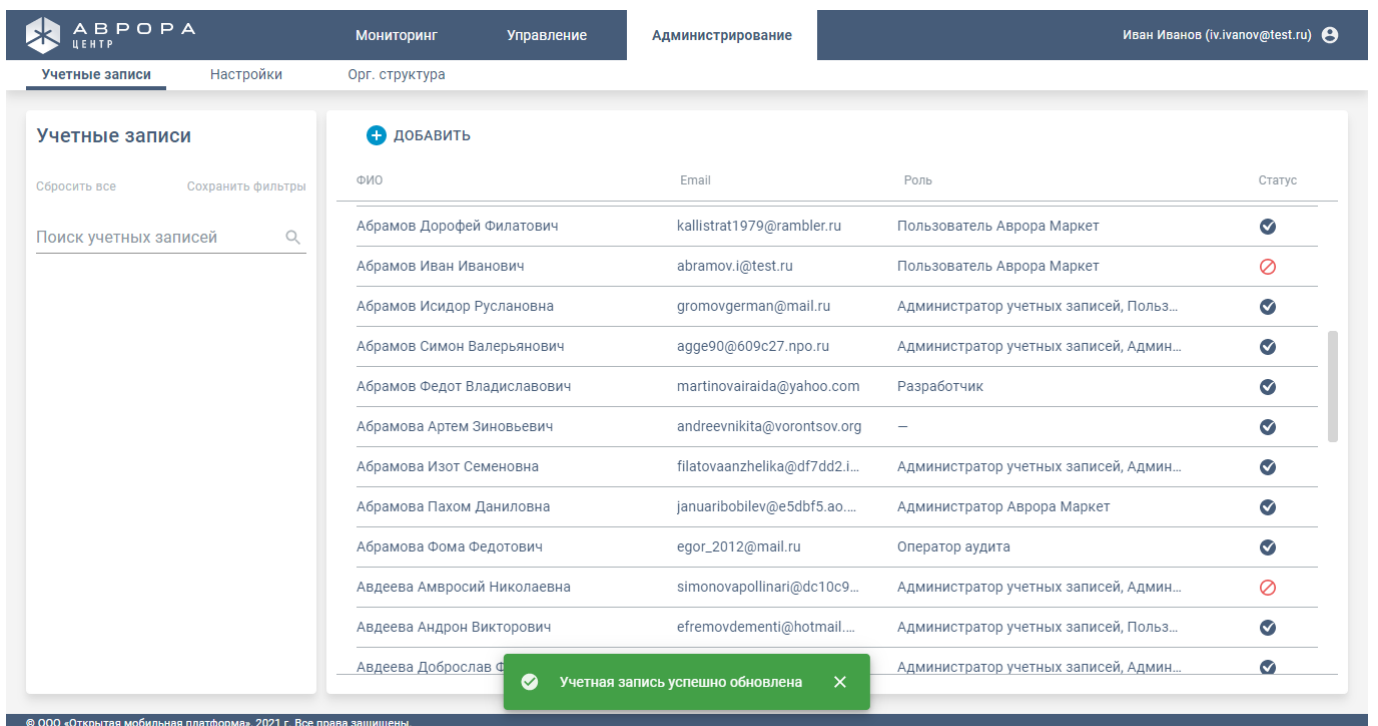 АВРОРА
ЦЕНТР
Мониторинг Управление Администрирование Иван Иванов (iv.ivanov@test.ru)
Учетные записи Настройки Орг. структура
Учетные записи
Сбросить все Сохранить фильтры
Поиск учетных записей
ДОБАВИТЬ
ФИО Email Роль Статус
Абрамов Дорофей Филатович kallistrat1979@rambler.ru Пользователь Аврора Маркет
Абрамов Иван Иванович abramov.i@test.ru Пользователь Аврора Маркет
Абрамов Исидор Руслановна gromovgerman@mail.ru Администратор учетных записей, Польз...
Абрамов Симон Валерьянович agge90@609c27.npo.ru Администратор учетных записей, Админ...
Абрамов Федот Владиславович martinovairaida@yahoo.com Разработчик
Абрамова Артем Зиновьевич andreevnikita@vorontsov.org —
Абрамова Изот Семеновна filatovaanzhelika@df7dd2.i... Администратор учетных записей, Админ...
Абрамова Пахом Даниловна januaribobilev@e5dbf5.ao.... Администратор Аврора Маркет
Абрамова Фома Федотович egor_2012@mail.ru Оператор аудита
Авдеева Амвросий Николаевна simonovapollinari@dc10c9... Администратор учетных записей, Админ...
Авдеева Андрон Викторович efremovdementi@hotmail.... Администратор учетных записей, Польз...
Авдеева Доброслав Администратор учетных записей, Админ...
Учетная запись успешно обновлена
© ООО «Открытая мобильная платформа», 2021 г. Все права защищены.